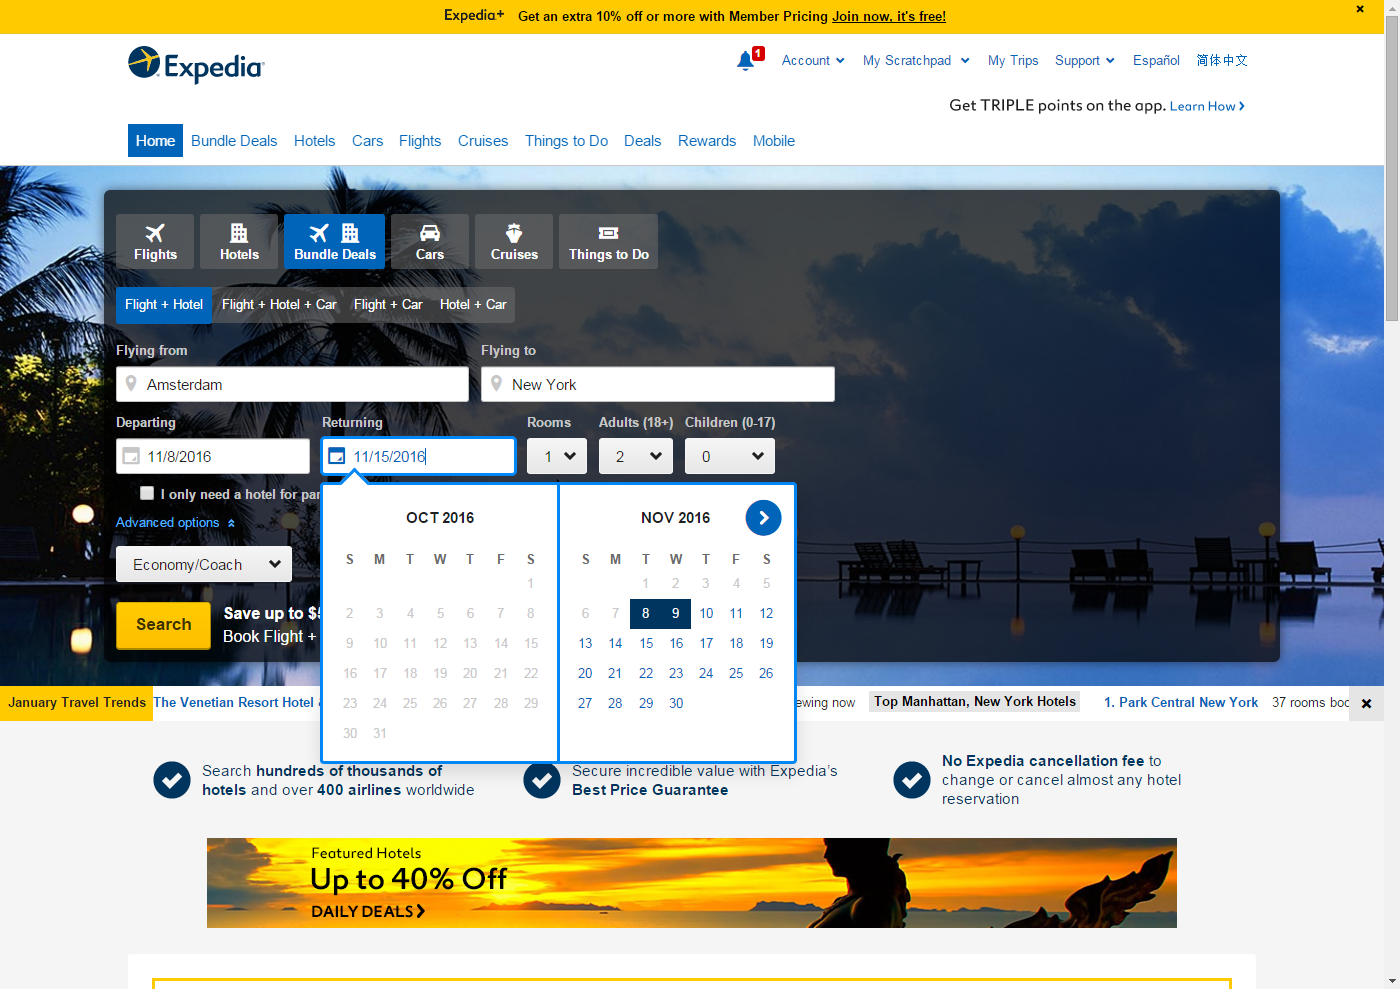 Expedia+ Get an extra 10% off or more with Member Pricing Join now, it's free!
Expedia
1 Account My Scratchpad My Trips Support Español 简体中文
Get TRIPLE points on the app. Learn How
Home Bundle Deals Hotels Cars Flights Cruises Things to Do Deals Rewards Mobile
Flights Hotels Bundle Deals Cars Cruises Things to Do
Flight + Hotel Flight + Hotel + Car Flight + Car Hotel + Car
Flying from Flying to
Amsterdam New York
Departing Returning Rooms Adults (18+) Children (0-17)
11/8/2016 11/15/2016 1 2 0
I only need a hotel for par
Advanced options
Economy/Coach
Search Save up to $5
Book Flight +
OCT 2016
S M T W T F S
1
2 3 4 5 6 7 8
9 10 11 12 13 14 15
16 17 18 19 20 21 22
23 24 25 26 27 28 29
30 31
NOV 2016
S M T W T F S
1 2 3 4 5
6 7 8 9 10 11 12
13 14 15 16 17 18 19
20 21 22 23 24 25 26
27 28 29 30
January Travel Trends The Venetian Resort Hotel ewing now Top Manhattan, New York Hotels 1. Park Central New York 37 rooms boo
Search hundreds of thousands of
hotels and over 400 airlines worldwide
Secure incredible value with Expedia's
Best Price Guarantee
No Expedia cancellation fee to
change or cancel almost any hotel
reservation
Featured Hotels
Up to 40% Off
DAILY DEALS